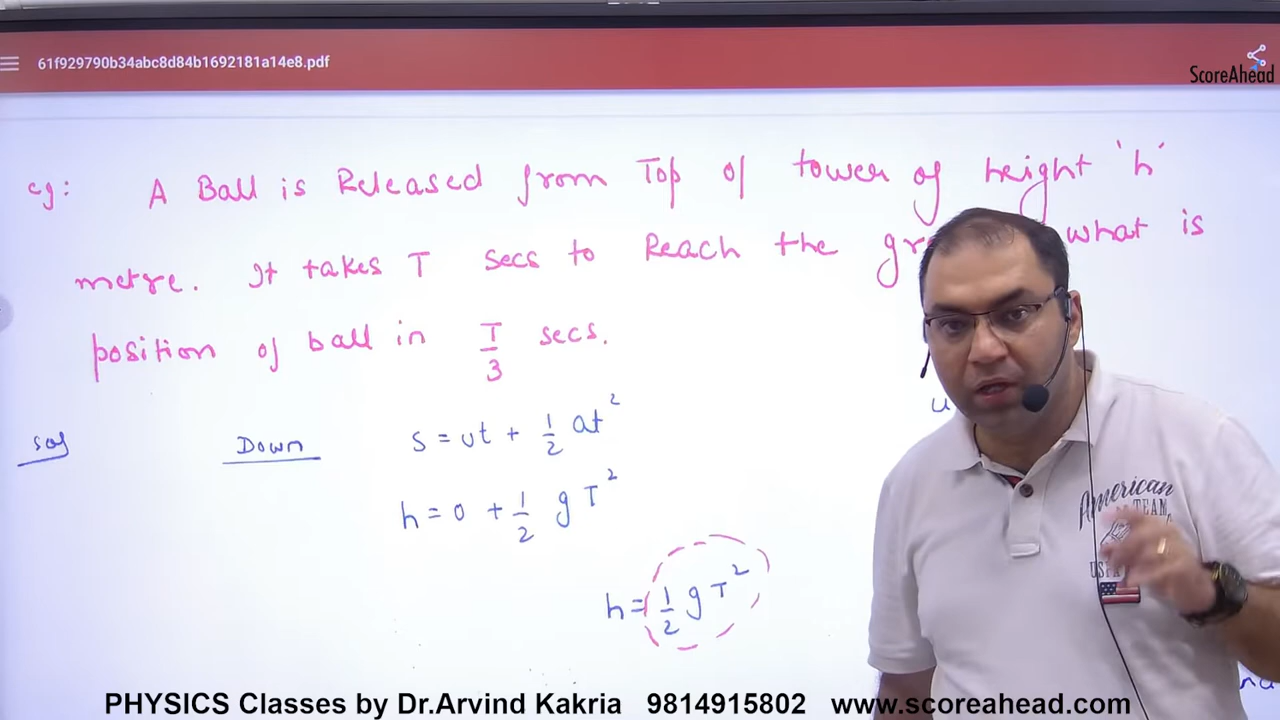 61f929790b34abc8d84b1692181a14e8.pdf
ScoreAhead
eg: A Ball is Released from Top of tower of height 'h'
metre. It takes T secs to Reach the what is
position of ball in T/3 secs.
Sol Down s = ut + 1/2 at²
h = 0 + 1/2 g T²
h = 1/2 g T²
American
TEAM
PHYSICS Classes by Dr.Arvind Kakria 9814915802 www.scoreahead.com